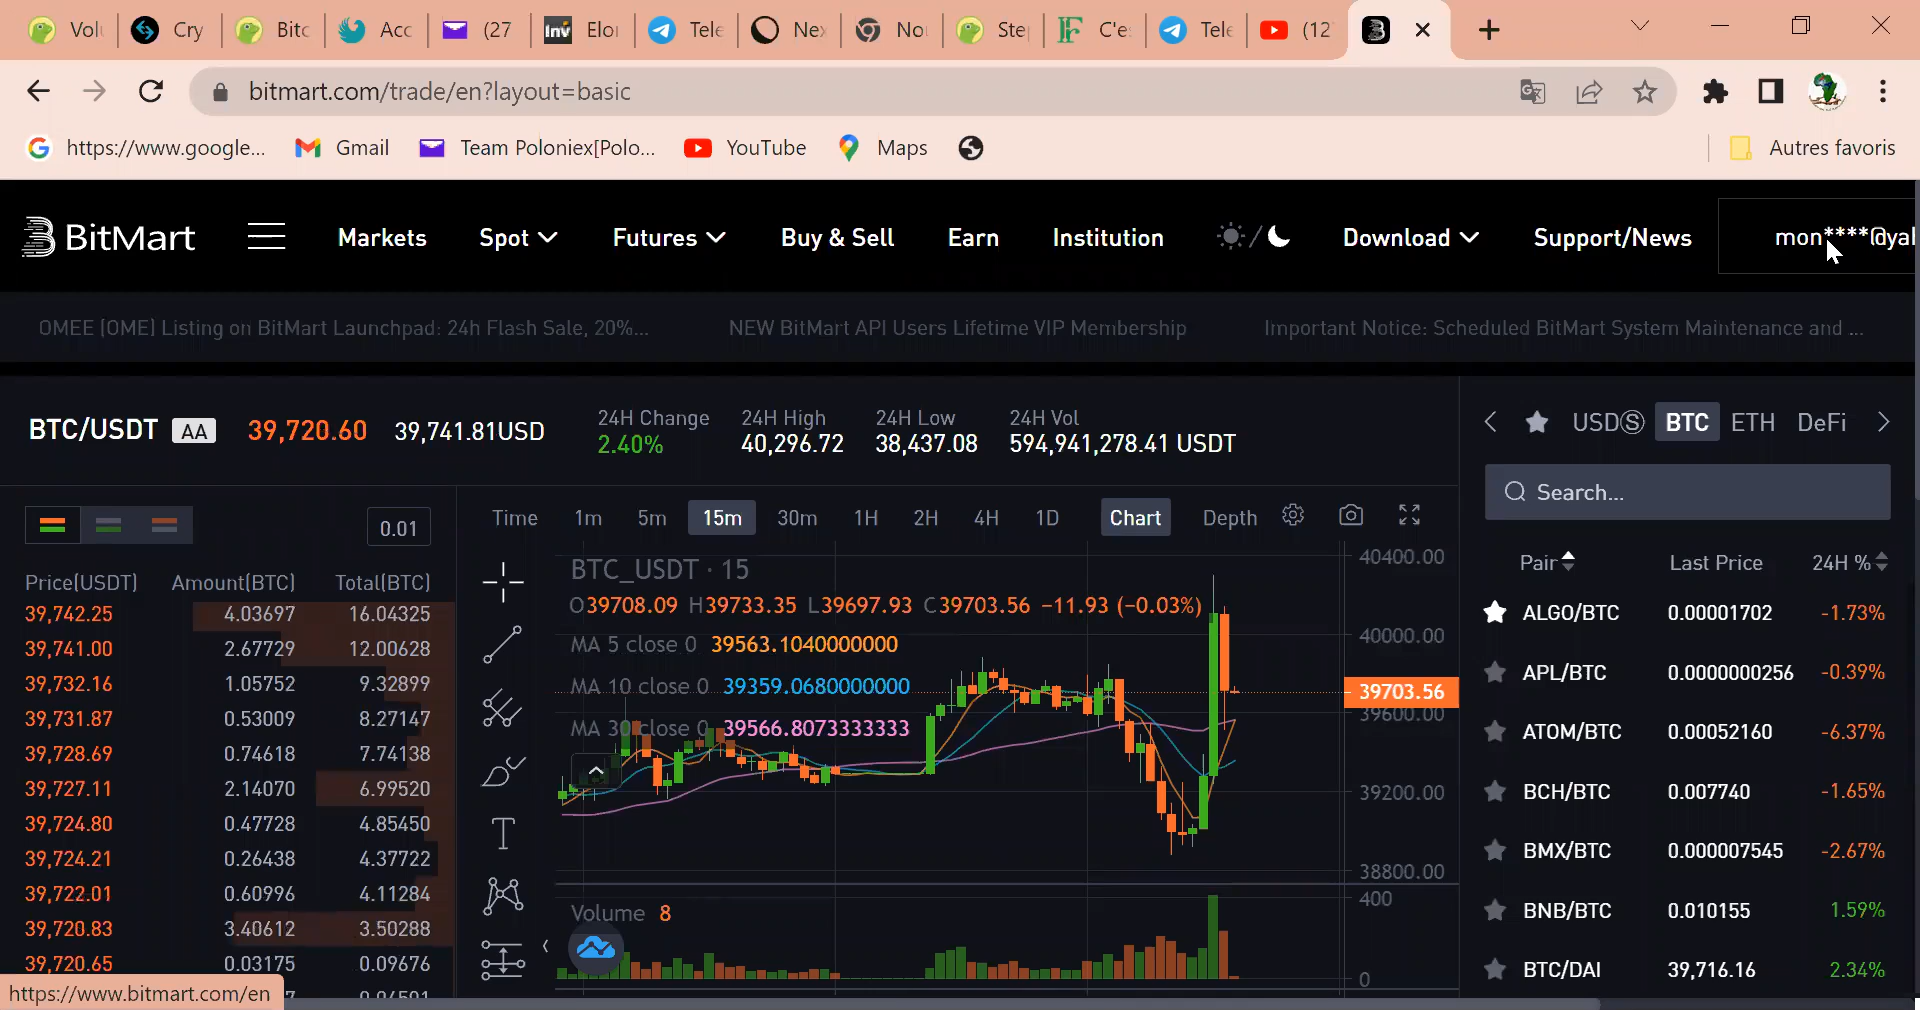 Volu Cry Bitc Acc (27 Inv Elor Tele Nex No Step C'es Tele (12
bitmart.com/trade/en?layout=basic
https://www.google... Gmail Team Poloniex[Polo... YouTube Maps Autres favoris
BitMart Markets Spot Futures Buy & Sell Earn Institution Download Support/News mon****@yal
OMEE (OME) Listing on BitMart Launchpad: 24h Flash Sale, 20%... NEW BitMart API Users Lifetime VIP Membership Important Notice: Scheduled BitMart System Maintenance and ...
BTC/USDT AA 39,720.60 39,741.81USD
24H Change 24H High 24H Low 24H Vol
2.40% 40,296.72 38,437.08 594,941,278.41 USDT
USDⓈ BTC ETH DeFi
Search...
0.01
Time 1m 5m 15m 30m 1H 2H 4H 1D Chart Depth
Price(USDT) Amount(BTC) Total(BTC)
39,742.25 4.03697 16.04325
39,741.00 2.67729 12.00628
39,732.16 1.05752 9.32899
39,731.87 0.53009 8.27147
39,728.69 0.74618 7.74138
39,727.11 2.14070 6.99520
39,724.80 0.47728 4.85450
39,724.21 0.26438 4.37722
39,722.01 0.60996 4.11284
39,720.83 3.40612 3.50288
39,720.65 0.03175 0.09676
BTC_USDT · 15
O39708.09 H39733.35 L39697.93 C39703.56 −11.93 (−0.03%)
MA 5 close 0 39563.1040000000
MA 10 close 0 39359.0680000000
MA 30 close 0 39566.8073333333
Volume 8
40400.00
40000.00
39703.56
39600.00
39200.00
38800.00
400
0
Pair Last Price 24H %
ALGO/BTC 0.00001702 -1.73%
APL/BTC 0.0000000256 -0.39%
ATOM/BTC 0.00052160 -6.37%
BCH/BTC 0.007740 -1.65%
BMX/BTC 0.000007545 -2.67%
BNB/BTC 0.010155 1.59%
BTC/DAI 39,716.16 2.34%
https://www.bitmart.com/en